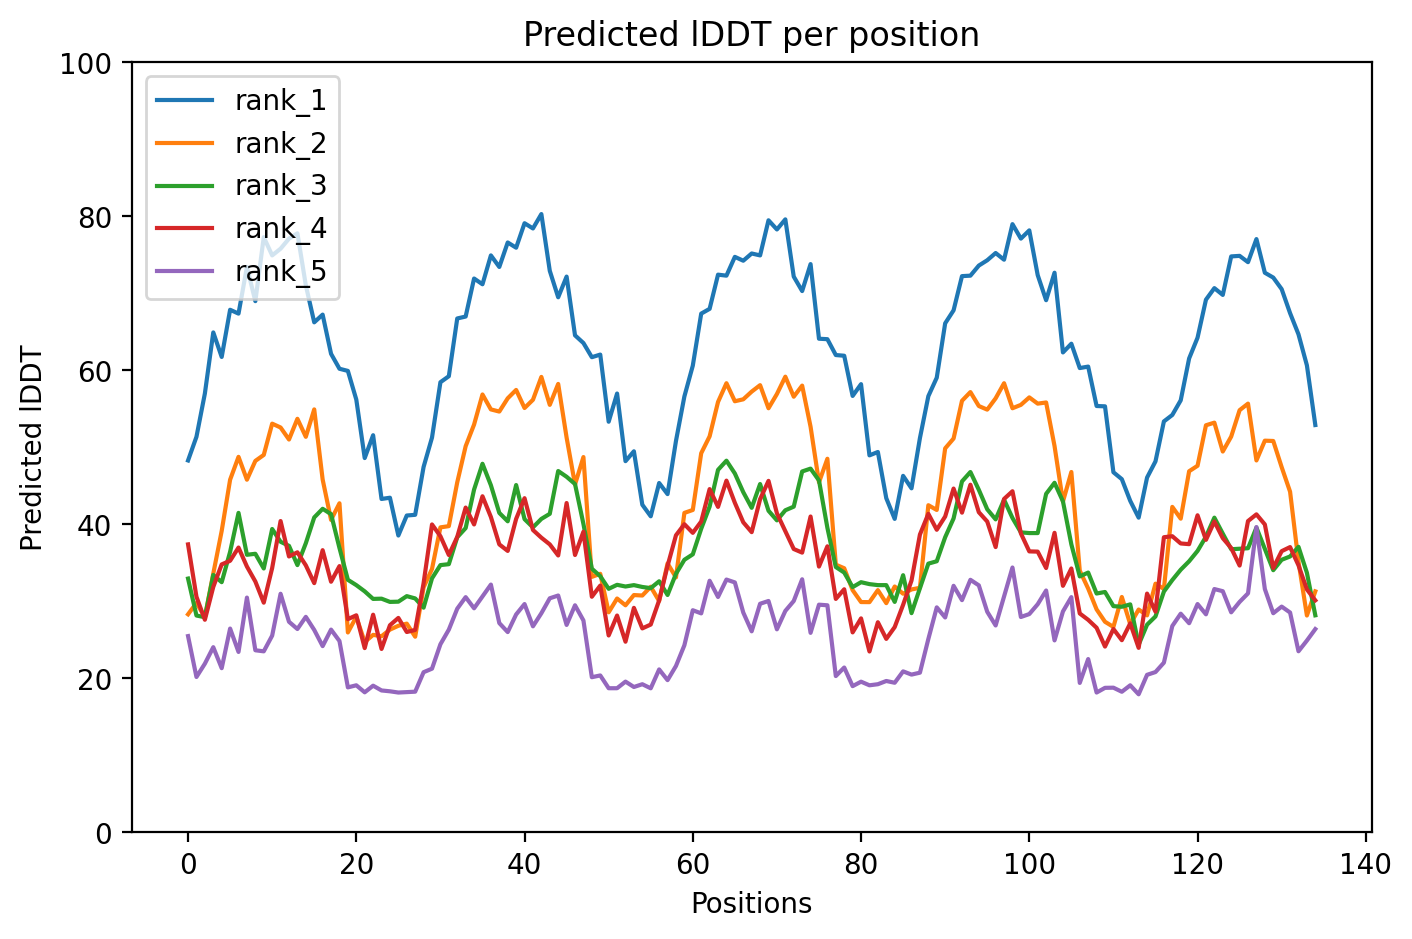 Predicted lDDT per position
100
80
60
40
20
0
Predicted lDDT
rank_1
rank_2
rank_3
rank_4
rank_5
0 20 40 60 80 100 120 140
Positions